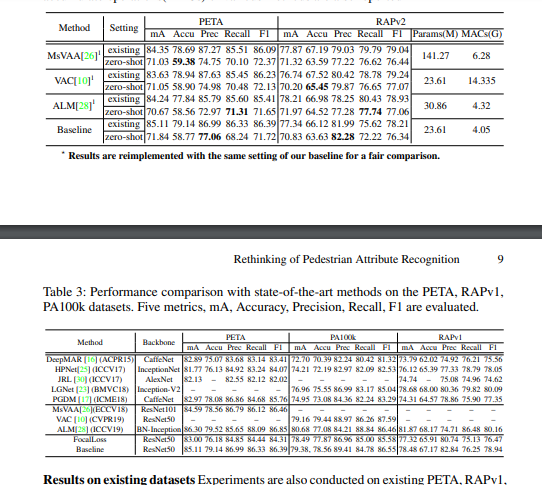 Method Setting PETA RAPv2 Params(M) MACs(G)
mA Accu Prec Recall F1 mA Accu Prec Recall F1
MsVAA[26]¹ existing 84.35 78.69 87.27 85.51 86.09 77.87 67.19 79.03 79.79 79.04 141.27 6.28
zero-shot 71.03 59.38 74.75 70.10 72.37 71.32 63.59 77.22 76.62 76.44
VAC[10]¹ existing 83.63 78.94 87.63 85.45 86.23 76.74 67.52 80.42 78.78 79.24 23.61 14.335
zero-shot 71.05 58.90 74.98 70.48 72.13 70.20 65.45 79.87 76.65 77.07
ALM[28]¹ existing 84.24 77.84 85.79 85.60 85.41 78.21 66.98 78.25 80.43 78.93 30.86 4.32
zero-shot 70.67 58.56 72.97 71.31 71.65 71.97 64.52 77.28 77.74 77.06
Baseline existing 85.11 79.14 86.99 86.33 86.39 77.34 66.12 81.99 75.62 78.21 23.61 4.05
zero-shot 71.84 58.77 77.06 68.24 71.72 70.83 63.63 82.28 72.22 76.34
* Results are reimplemented with the same setting of our baseline for a fair comparison.
Rethinking of Pedestrian Attribute Recognition 9
Table 3: Performance comparison with state-of-the-art methods on the PETA, RAPv1,
PA100k datasets. Five metrics, mA, Accuracy, Precision, Recall, F1 are evaluated.
Method Backbone PETA PA100k RAPv1
mA Accu Prec Recall F1 mA Accu Prec Recall F1 mA Accu Prec Recall F1
DeepMAR [16] (ACPR15) CaffeNet 82.89 75.07 83.68 83.14 83.41 72.70 70.39 82.24 80.42 81.32 73.79 62.02 74.92 76.21 75.56
HPNet[25] (ICCV17) InceptionNet 81.77 76.13 84.92 83.24 84.07 74.21 72.19 82.97 82.09 82.53 76.12 65.39 77.33 78.79 78.05
JRL [30] (ICCV17) AlexNet 82.13 – 82.55 82.12 82.02 – – – – – 74.74 – 75.08 74.96 74.62
LGNet [23] (BMVC18) Inception-V2 – – – – – 76.96 75.55 86.99 83.17 85.04 78.68 68.00 80.36 79.82 80.09
PGDM [17] (ICME18) CaffeNet 82.97 78.08 86.86 84.68 85.76 74.95 73.08 84.36 82.24 83.29 74.31 64.57 78.86 75.90 77.35
MsVAA[26](ECCV18) ResNet101 84.59 78.56 86.79 86.12 86.46 – – – – – – – – – –
VAC [10] (CVPR19) ResNet50 – – – – – 79.16 79.44 88.97 86.26 87.59 – – – – –
ALM[28] (ICCV19) BN-Inception 86.30 79.52 85.65 88.09 86.85 80.68 77.08 84.21 88.84 86.46 81.87 68.17 74.71 86.48 80.16
FocalLoss ResNet50 83.00 76.18 84.85 84.44 84.31 78.49 77.87 86.96 85.00 85.58 77.32 65.91 80.74 75.13 76.47
Baseline ResNet50 85.11 79.14 86.99 86.33 86.39 79.38, 78.56 89.41 84.78 86.55 78.48 67.17 82.84 76.25 78.94
Results on existing datasets Experiments are also conducted on existing PETA, RAPv1,